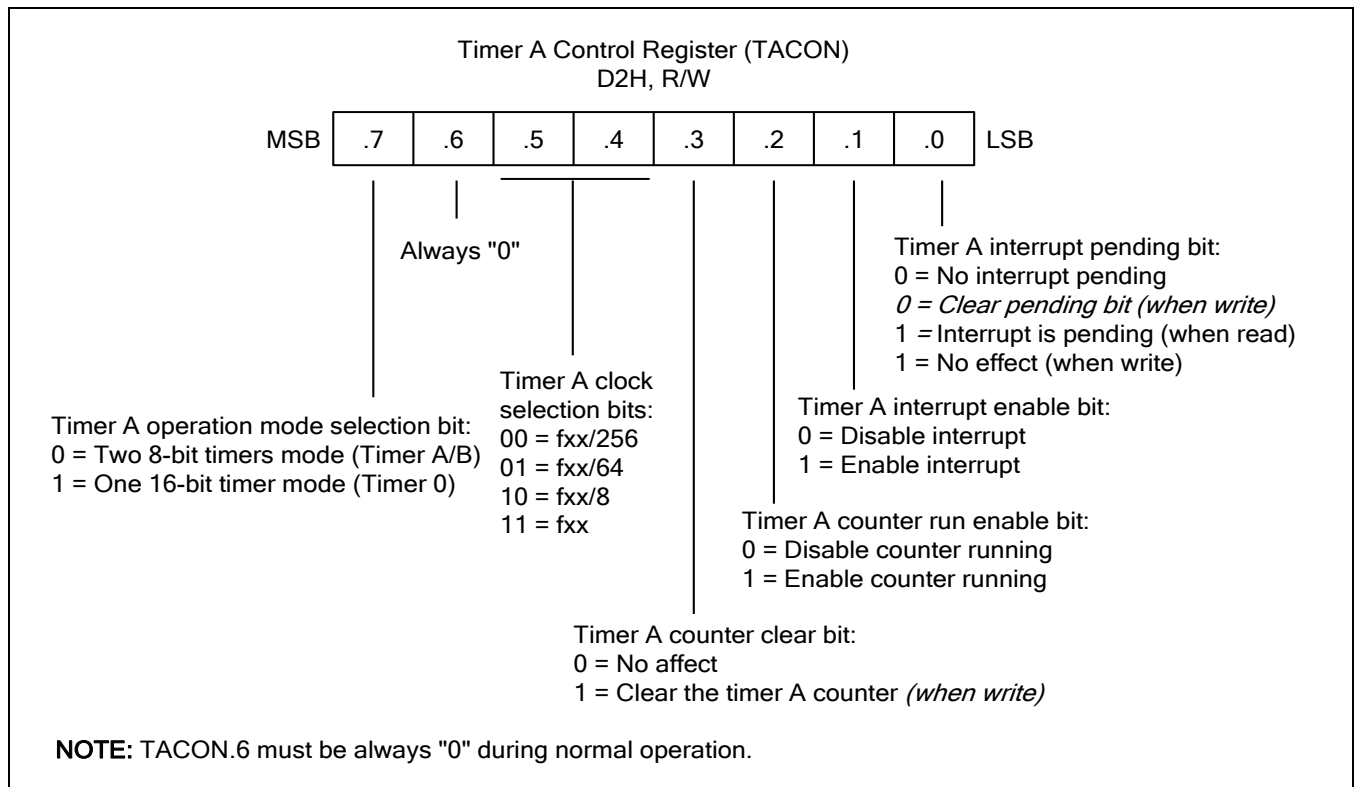 Timer A Control Register (TACON)
D2H, R/W
MSB .7 .6 .5 .4 .3 .2 .1 .0 LSB
Always "0"
Timer A interrupt pending bit:
0 = No interrupt pending
0 = Clear pending bit (when write)
1 = Interrupt is pending (when read)
1 = No effect (when write)
Timer A clock
selection bits:
00 = fxx/256
01 = fxx/64
10 = fxx/8
11 = fxx
Timer A operation mode selection bit:
0 = Two 8-bit timers mode (Timer A/B)
1 = One 16-bit timer mode (Timer 0)
Timer A interrupt enable bit:
0 = Disable interrupt
1 = Enable interrupt
Timer A counter run enable bit:
0 = Disable counter running
1 = Enable counter running
Timer A counter clear bit:
0 = No affect
1 = Clear the timer A counter (when write)
NOTE: TACON.6 must be always "0" during normal operation.